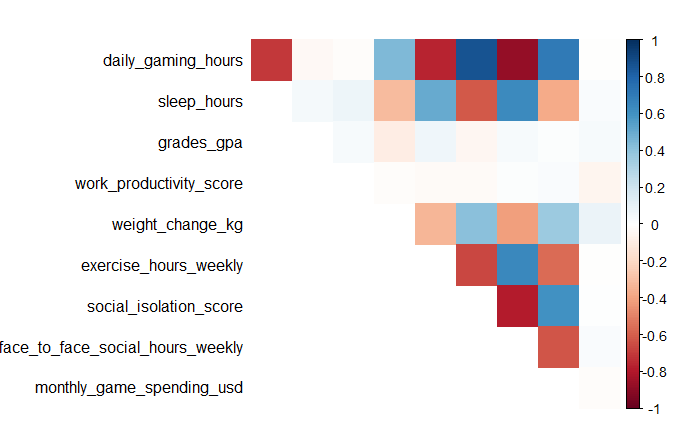 daily_gaming_hours
sleep_hours
grades_gpa
work_productivity_score
weight_change_kg
exercise_hours_weekly
social_isolation_score
face_to_face_social_hours_weekly
monthly_game_spending_usd
1
0.8
0.6
0.4
0.2
0
-0.2
-0.4
-0.6
-0.8
-1